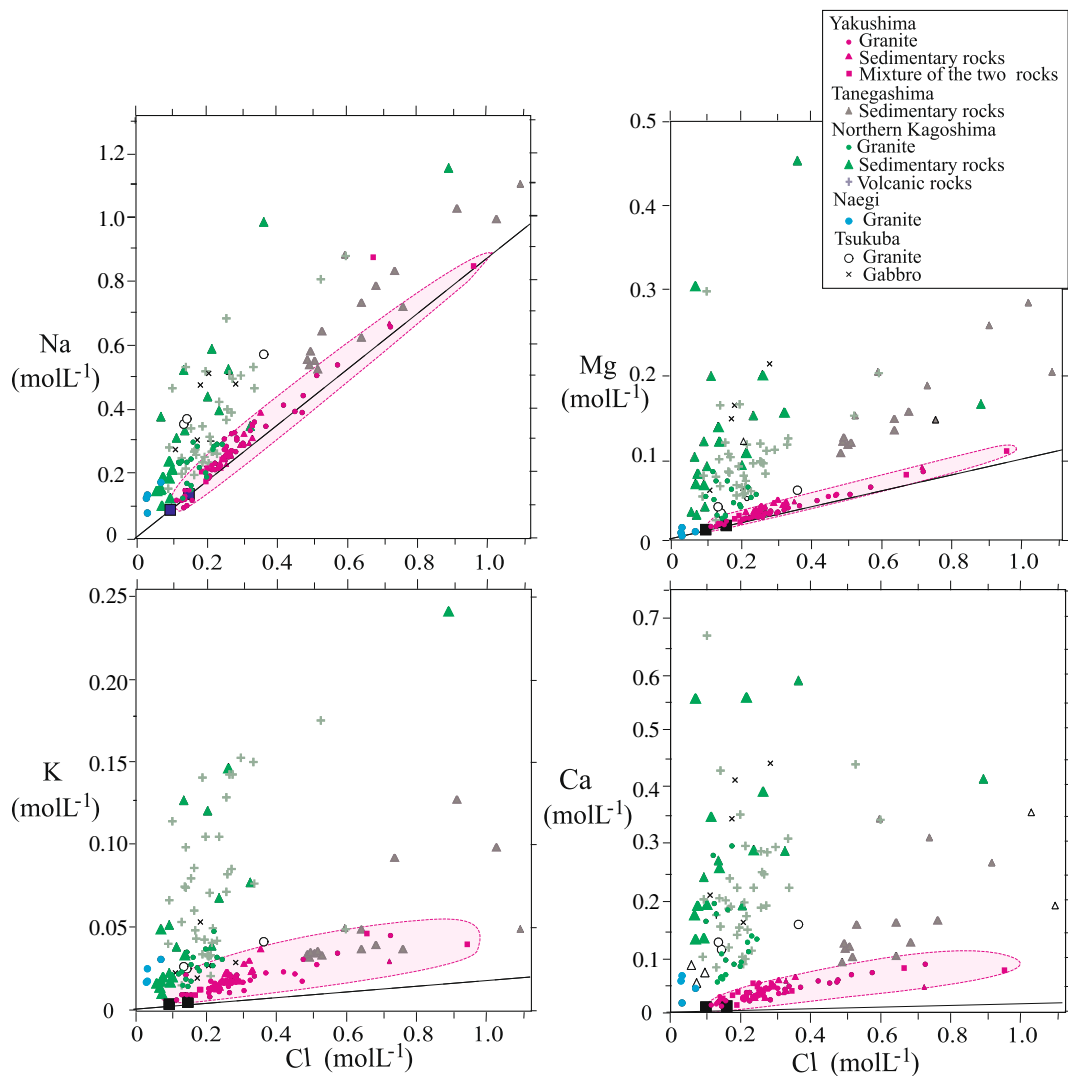 Yakushima
Granite
Sedimentary rocks
Mixture of the two rocks
Tanegashima
Sedimentary rocks
Northern Kagoshima
Granite
Sedimentary rocks
Volcanic rocks
Naegi
Granite
Tsukuba
Granite
Gabbro
Na
(molL-1)
1.2
1.0
0.8
0.6
0.4
0.2
0
0 0.2 0.4 0.6 0.8 1.0
Mg
(molL-1)
0.5
0.4
0.3
0.2
0.1
0
0 0.2 0.4 0.6 0.8 1.0
K
(molL-1)
0.25
0.20
0.15
0.10
0.05
0
0 0.2 0.4 0.6 0.8 1.0
Cl (molL-1)
Ca
(molL-1)
0.7
0.6
0.5
0.4
0.3
0.2
0.1
0
0 0.2 0.4 0.6 0.8 1.0
Cl (molL-1)